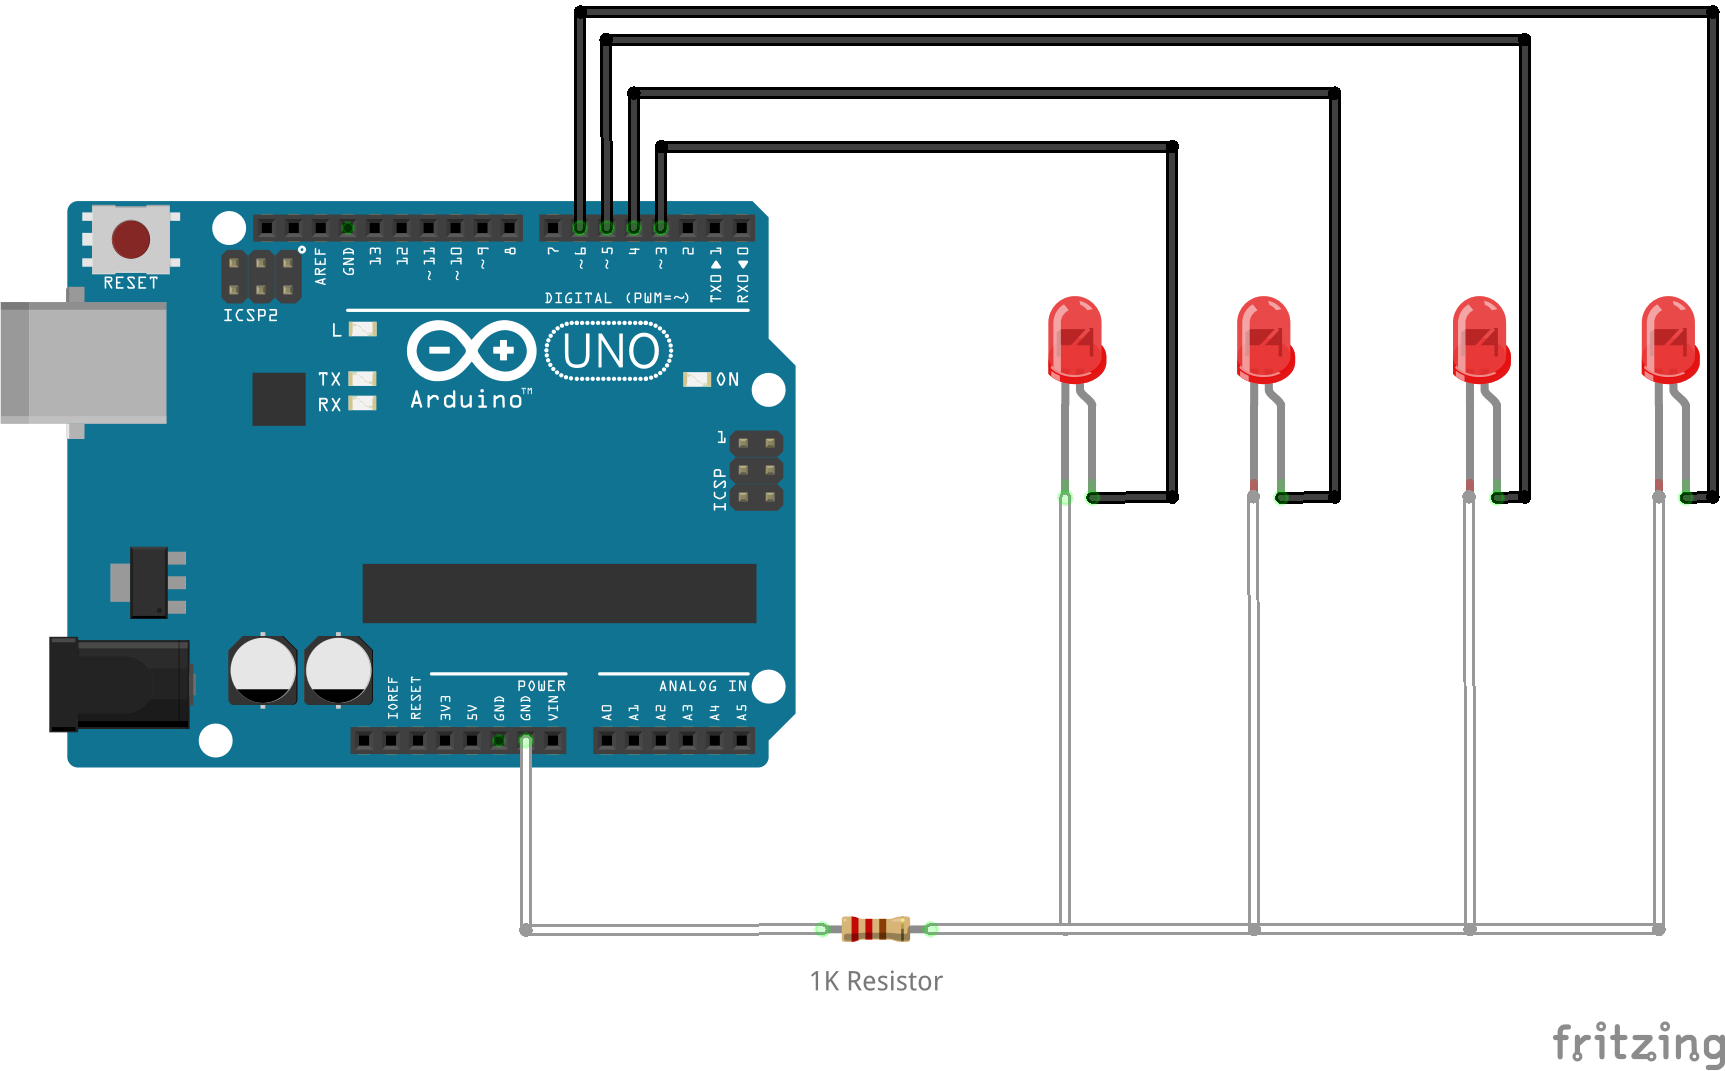 RESET
ICSP2
AREF
GND
13
12
~11
~10
~9
8
7
~6
~5
4
~3
2
TX0▶1
RX0◀0
DIGITAL (PWM=~)
L
TX
RX
Arduino™
UNO
ON
1
ICSP
IOREF
RESET
3V3
5V
GND
GND
VIN
POWER
ANALOG IN
A0
A1
A2
A3
A4
A5
1K Resistor
fritzing